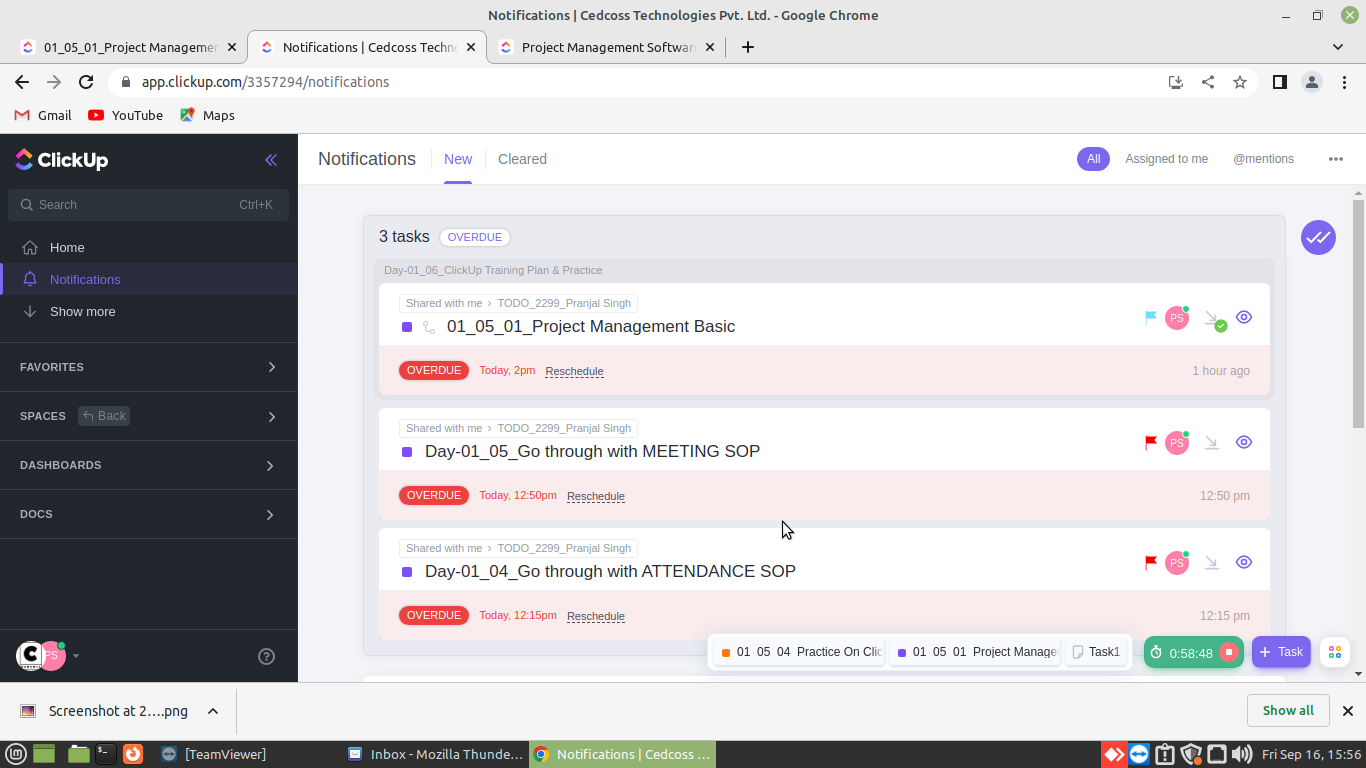 Notifications | Cedcoss Technologies Pvt. Ltd. - Google Chrome
01_05_01_Project Managemen
Notifications | Cedcoss Techno
Project Management Software
app.clickup.com/3357294/notifications
Gmail
YouTube
Maps
ClickUp
Search Ctrl+K
Home
Notifications
Show more
FAVORITES
SPACES Back
DASHBOARDS
DOCS
C PS
Notifications New Cleared
All Assigned to me @mentions
3 tasks OVERDUE
Day-01_06_ClickUp Training Plan & Practice
Shared with me › TODO_2299_Pranjal Singh
01_05_01_Project Management Basic
PS
OVERDUE Today, 2pm Reschedule 1 hour ago
Shared with me › TODO_2299_Pranjal Singh
Day-01_05_Go through with MEETING SOP
PS
OVERDUE Today, 12:50pm Reschedule 12:50 pm
Shared with me › TODO_2299_Pranjal Singh
Day-01_04_Go through with ATTENDANCE SOP
PS
OVERDUE Today, 12:15pm Reschedule 12:15 pm
01 05 04 Practice On Clic
01 05 01 Project Manage
Task1
0:58:48
+ Task
Screenshot at 2....png
Show all
[TeamViewer]
Inbox - Mozilla Thunde...
Notifications | Cedcoss ...
Fri Sep 16, 15:56